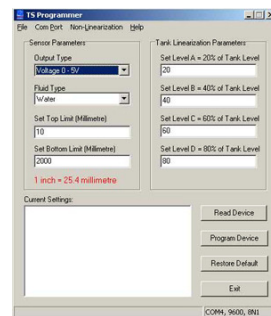 TS Programmer
File Com Port Non-Linearization Help
Sensor Parameters
Output Type
Voltage 0 - 5V
Fluid Type
Water
Set Top Limit (Millimetre)
10
Set Bottom Limit (Millimetre)
2000
1 inch = 25.4 millimetre
Tank Linearization Parameters
Set Level A = 20% of Tank Level
20
Set Level B = 40% of Tank Level
40
Set Level C = 60% of Tank Level
60
Set Level D = 80% of Tank Level
80
Current Settings:
Read Device
Program Device
Restore Default
Exit
COM4, 9600, 8N1